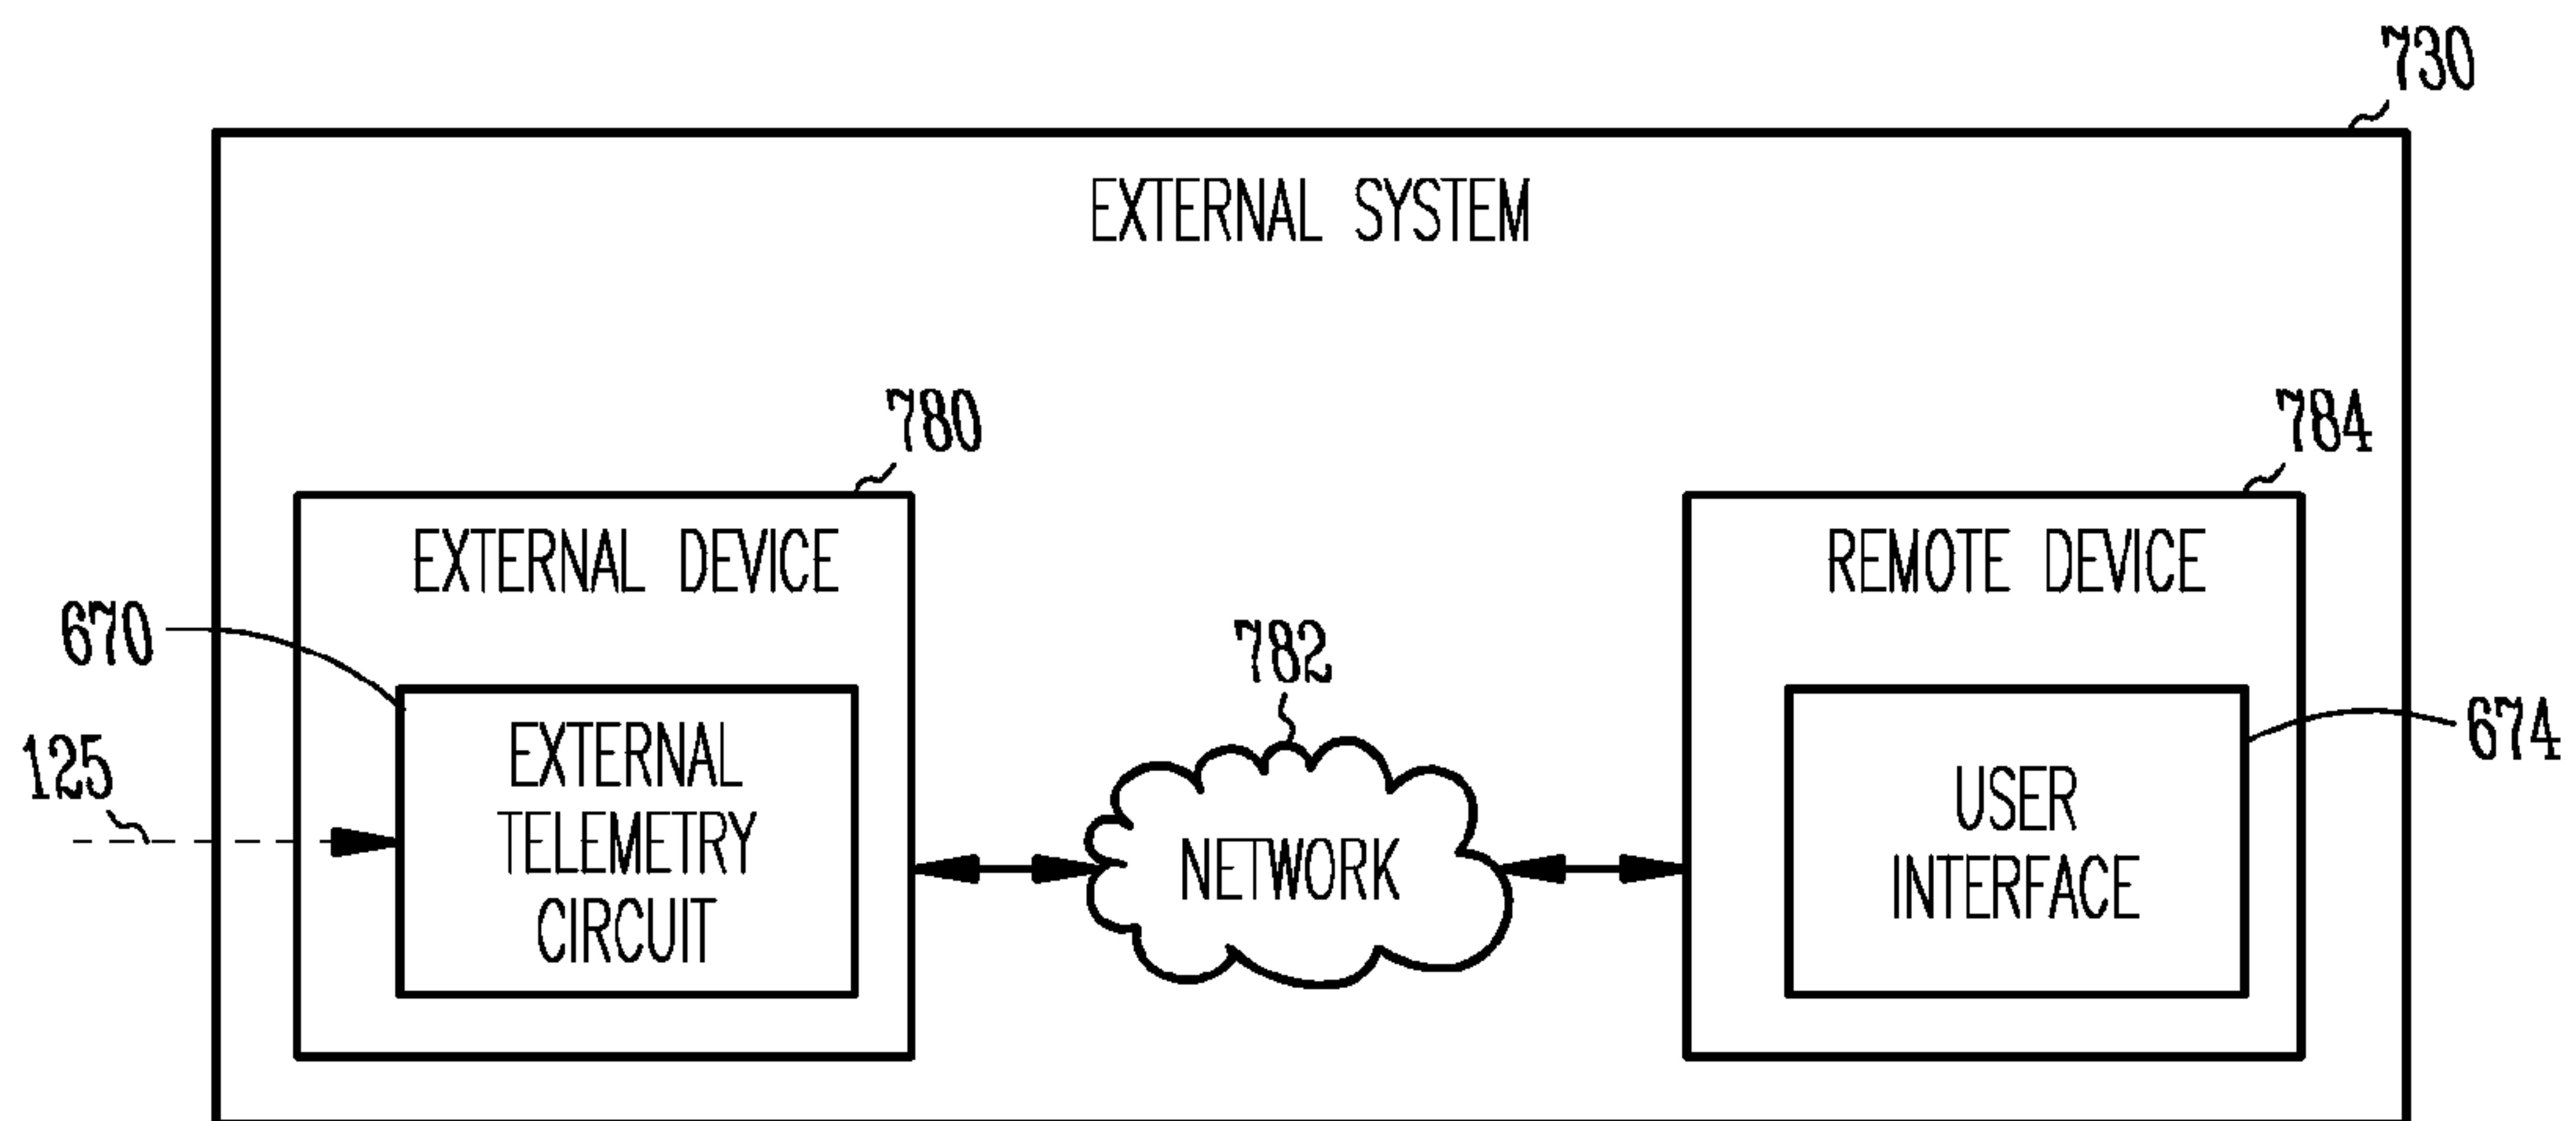 730
EXTERNAL SYSTEM
780
784
EXTERNAL DEVICE
REMOTE DEVICE
670
782
674
125
EXTERNAL
TELEMETRY
CIRCUIT
NETWORK
USER
INTERFACE